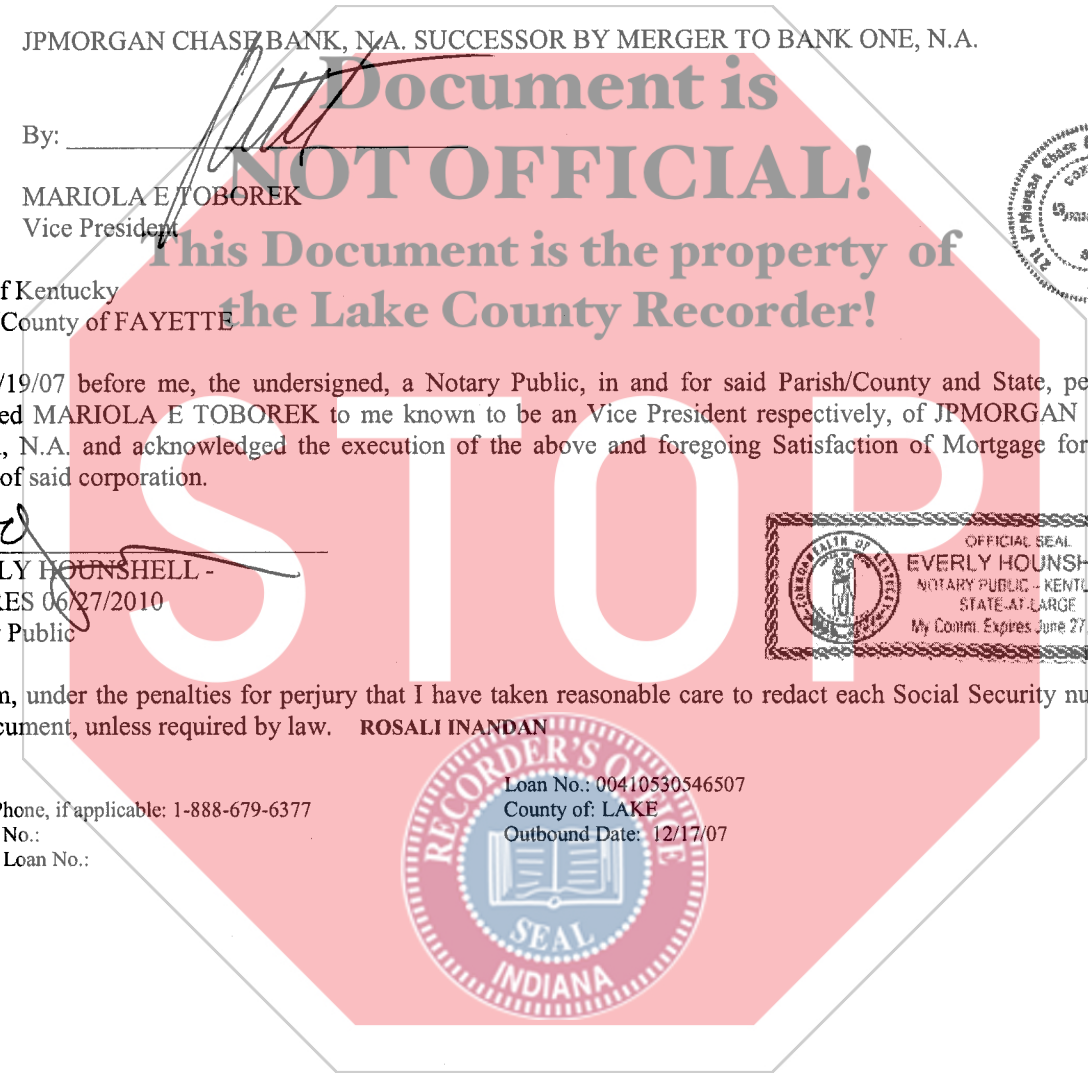 JPMORGAN CHASE BANK, N.A. SUCCESSOR BY MERGER TO BANK ONE, N.A.
Document is
By:
NOT OFFICIAL!
MARIOLA E TOBOREK
Vice President
This Document is the property of
the Lake County Recorder!
f Kentucky
County of FAYETTE
/19/07 before me, the undersigned, a Notary Public, in and for said Parish/County and State, pe
ed MARIOLA E TOBOREK to me known to be an Vice President respectively, of JPMORGAN
, N.A. and acknowledged the execution of the above and foregoing Satisfaction of Mortgage for
of said corporation.
STOP
LY HOUNSHELL -
RES 06/27/2010
Public
OFFICIAL SEAL
EVERLY HOUNSH
NOTARY PUBLIC - KENTU
STATE-AT-LARGE
My Comm. Expires June 27
COMMONWEALTH OF KENTUCKY
JPMorgan Chase
m, under the penalties for perjury that I have taken reasonable care to redact each Social Security nu
cument, unless required by law. ROSALI INANDAN
Loan No.: 00410530546507
Phone, if applicable: 1-888-679-6377
County of: LAKE
No.:
Outbound Date: 12/17/07
Loan No.:
RECORDER'S OFFICE
SEAL
INDIANA